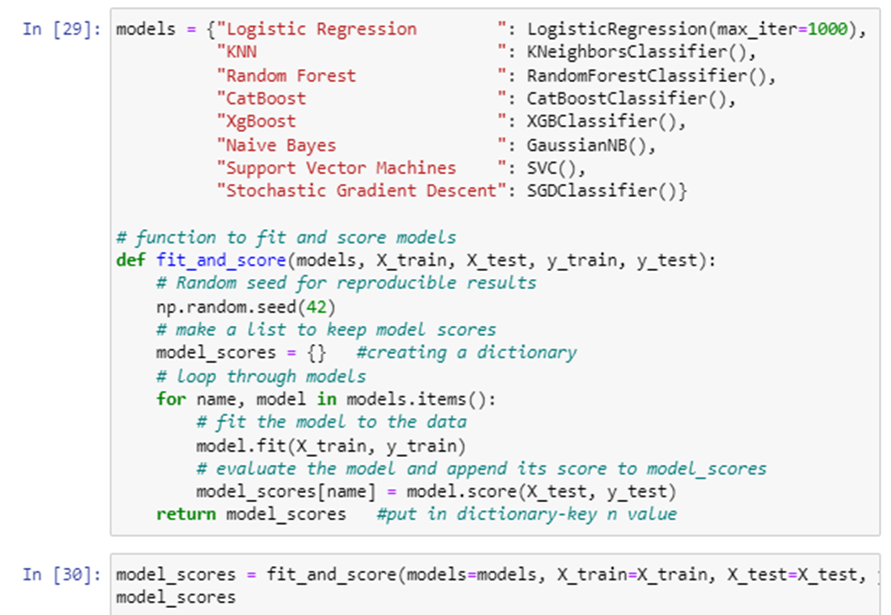 In [29]: models = {"Logistic Regression        ": LogisticRegression(max_iter=1000),
"KNN                        ": KNeighborsClassifier(),
"Random Forest              ": RandomForestClassifier(),
"CatBoost                   ": CatBoostClassifier(),
"XgBoost                    ": XGBClassifier(),
"Naive Bayes                ": GaussianNB(),
"Support Vector Machines    ": SVC(),
"Stochastic Gradient Descent": SGDClassifier()}
# function to fit and score models
def fit_and_score(models, X_train, X_test, y_train, y_test):
# Random seed for reproducible results
np.random.seed(42)
# make a list to keep model scores
model_scores = {}   #creating a dictionary
# loop through models
for name, model in models.items():
# fit the model to the data
model.fit(X_train, y_train)
# evaluate the model and append its score to model_scores
model_scores[name] = model.score(X_test, y_test)
return model_scores   #put in dictionary-key n value
In [30]: model_scores = fit_and_score(models=models, X_train=X_train, X_test=X_test,
model_scores